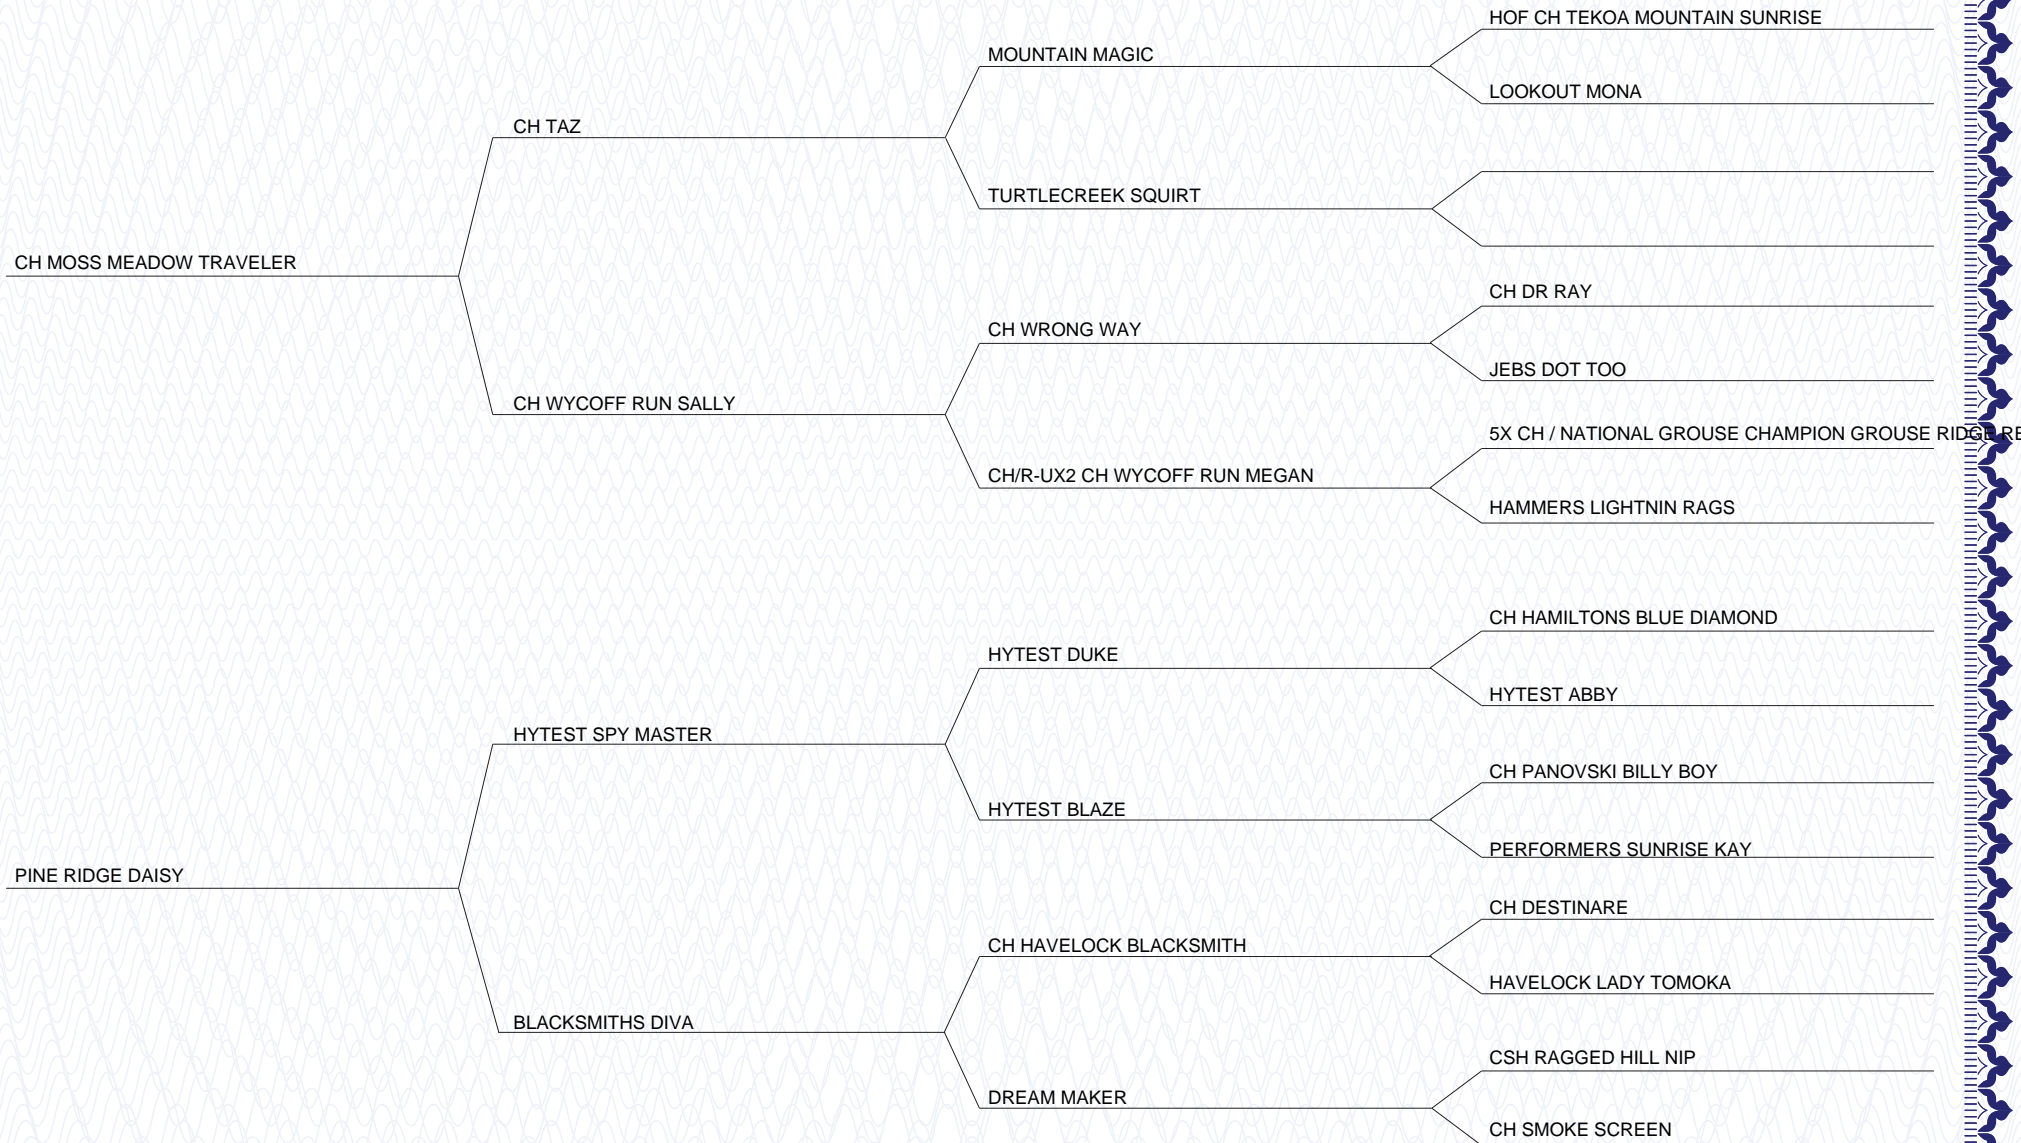 HOF CH TEKOA MOUNTAIN SUNRISE
MOUNTAIN MAGIC
LOOKOUT MONA
CH TAZ
TURTLECREEK SQUIRT
CH MOSS MEADOW TRAVELER
CH DR RAY
CH WRONG WAY
JEBS DOT TOO
CH WYCOFF RUN SALLY
5X CH / NATIONAL GROUSE CHAMPION GROUSE RIDGE RE
CH/R-UX2 CH WYCOFF RUN MEGAN
HAMMERS LIGHTNIN RAGS
CH HAMILTONS BLUE DIAMOND
HYTEST DUKE
HYTEST ABBY
HYTEST SPY MASTER
CH PANOVSKI BILLY BOY
HYTEST BLAZE
PERFORMERS SUNRISE KAY
PINE RIDGE DAISY
CH DESTINARE
CH HAVELOCK BLACKSMITH
HAVELOCK LADY TOMOKA
BLACKSMITHS DIVA
CSH RAGGED HILL NIP
DREAM MAKER
CH SMOKE SCREEN